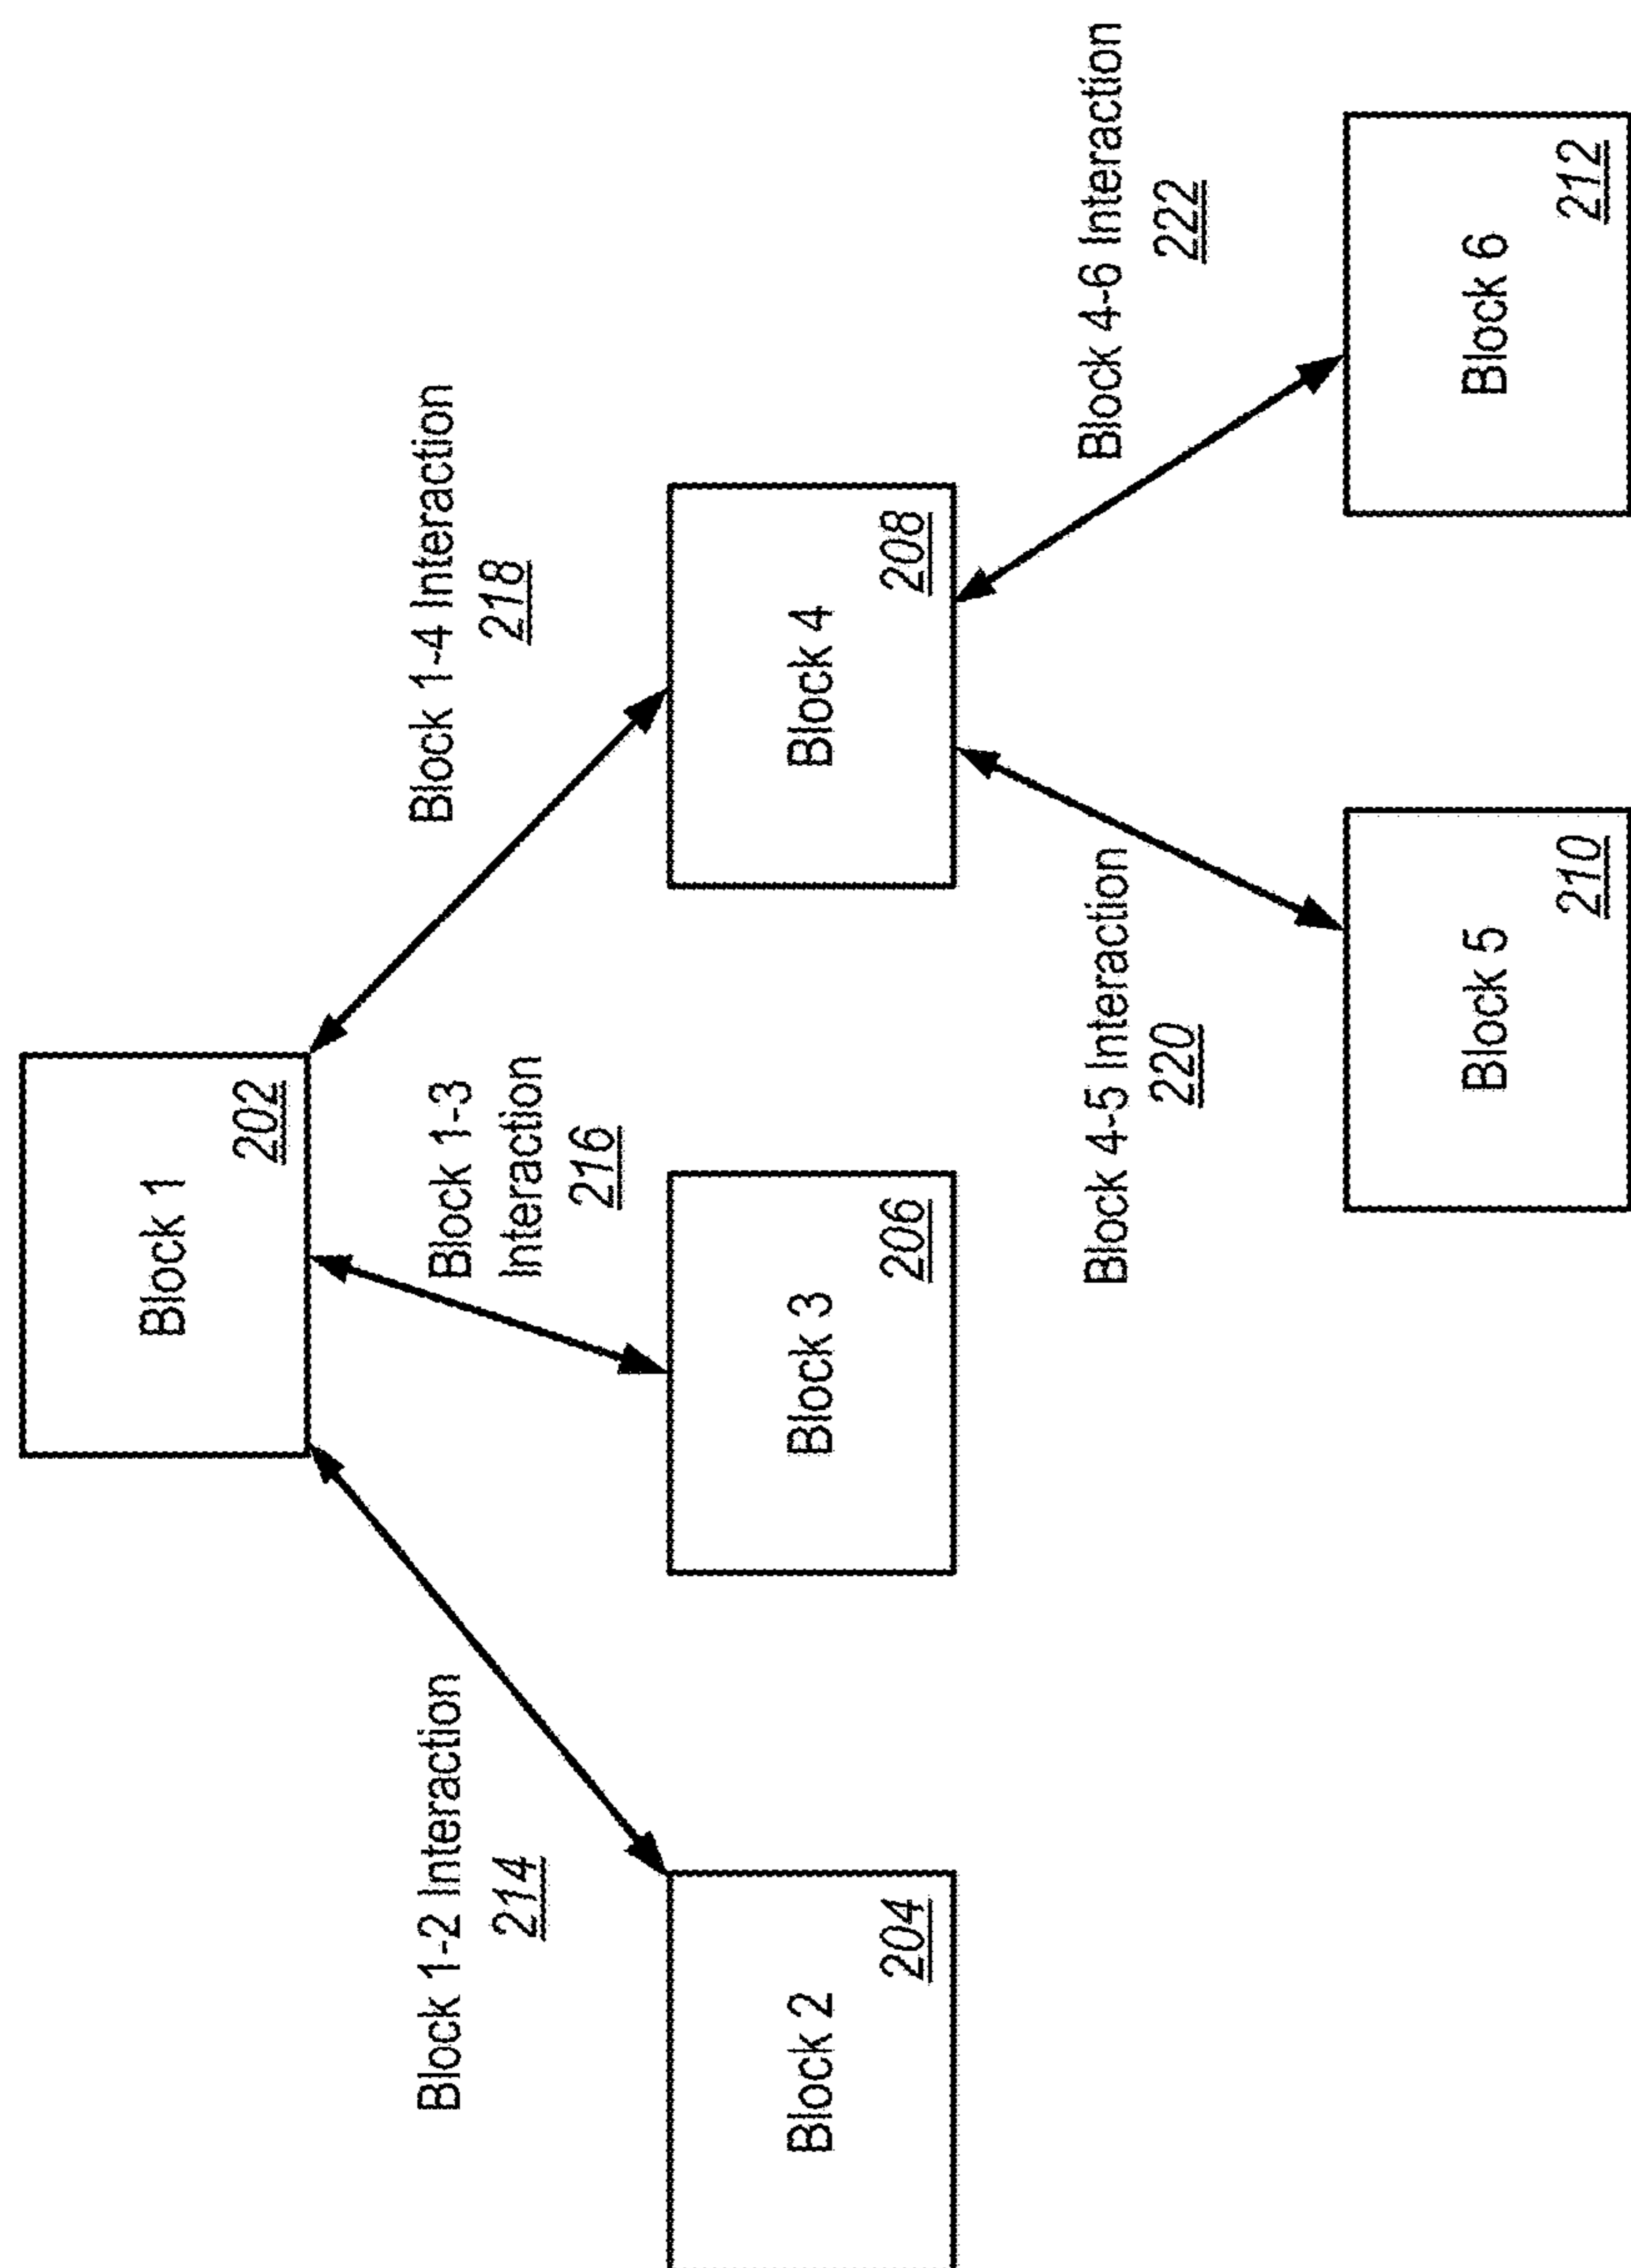 Block 1
202
Block 1-2 Interaction
214
Block 1-3
Interaction
216
Block 1-4 Interaction
218
Block 2
204
Block 3
206
Block 4
208
Block 4-5 Interaction
220
Block 4-6 Interaction
222
Block 5
210
Block 6
212